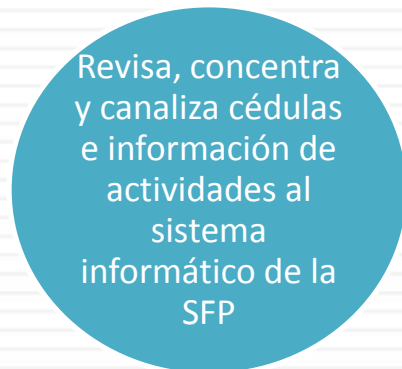 Revisa, concentra
y canaliza cédulas
e información de
actividades al
sistema
informático de la
SFP